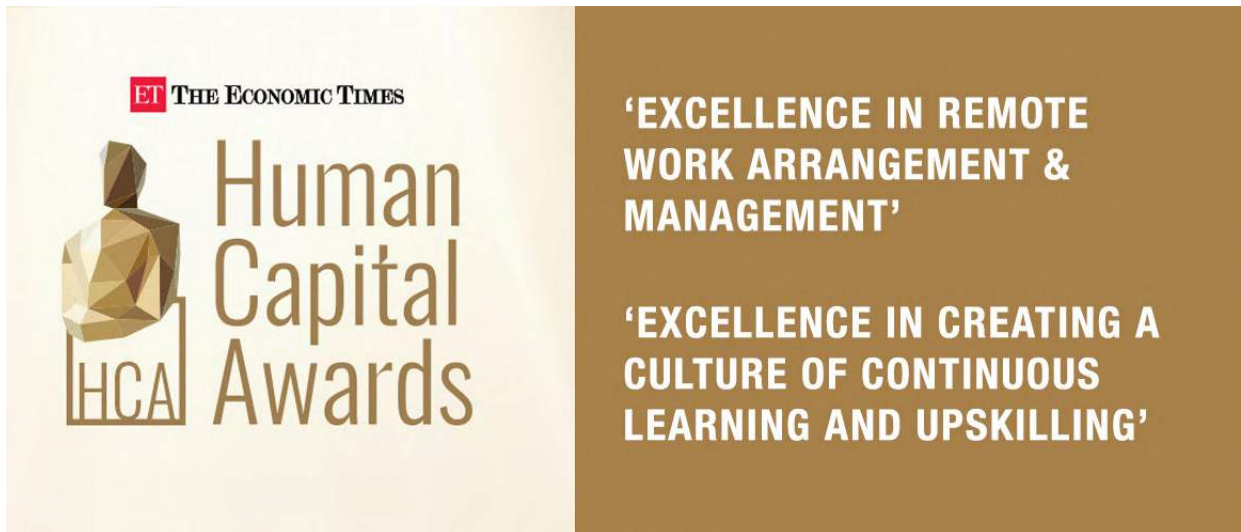 ET THE ECONOMIC TIMES
Human
Capital
Awards
HCA
‘EXCELLENCE IN REMOTE
WORK ARRANGEMENT &
MANAGEMENT’
‘EXCELLENCE IN CREATING A
CULTURE OF CONTINUOUS
LEARNING AND UPSKILLING’